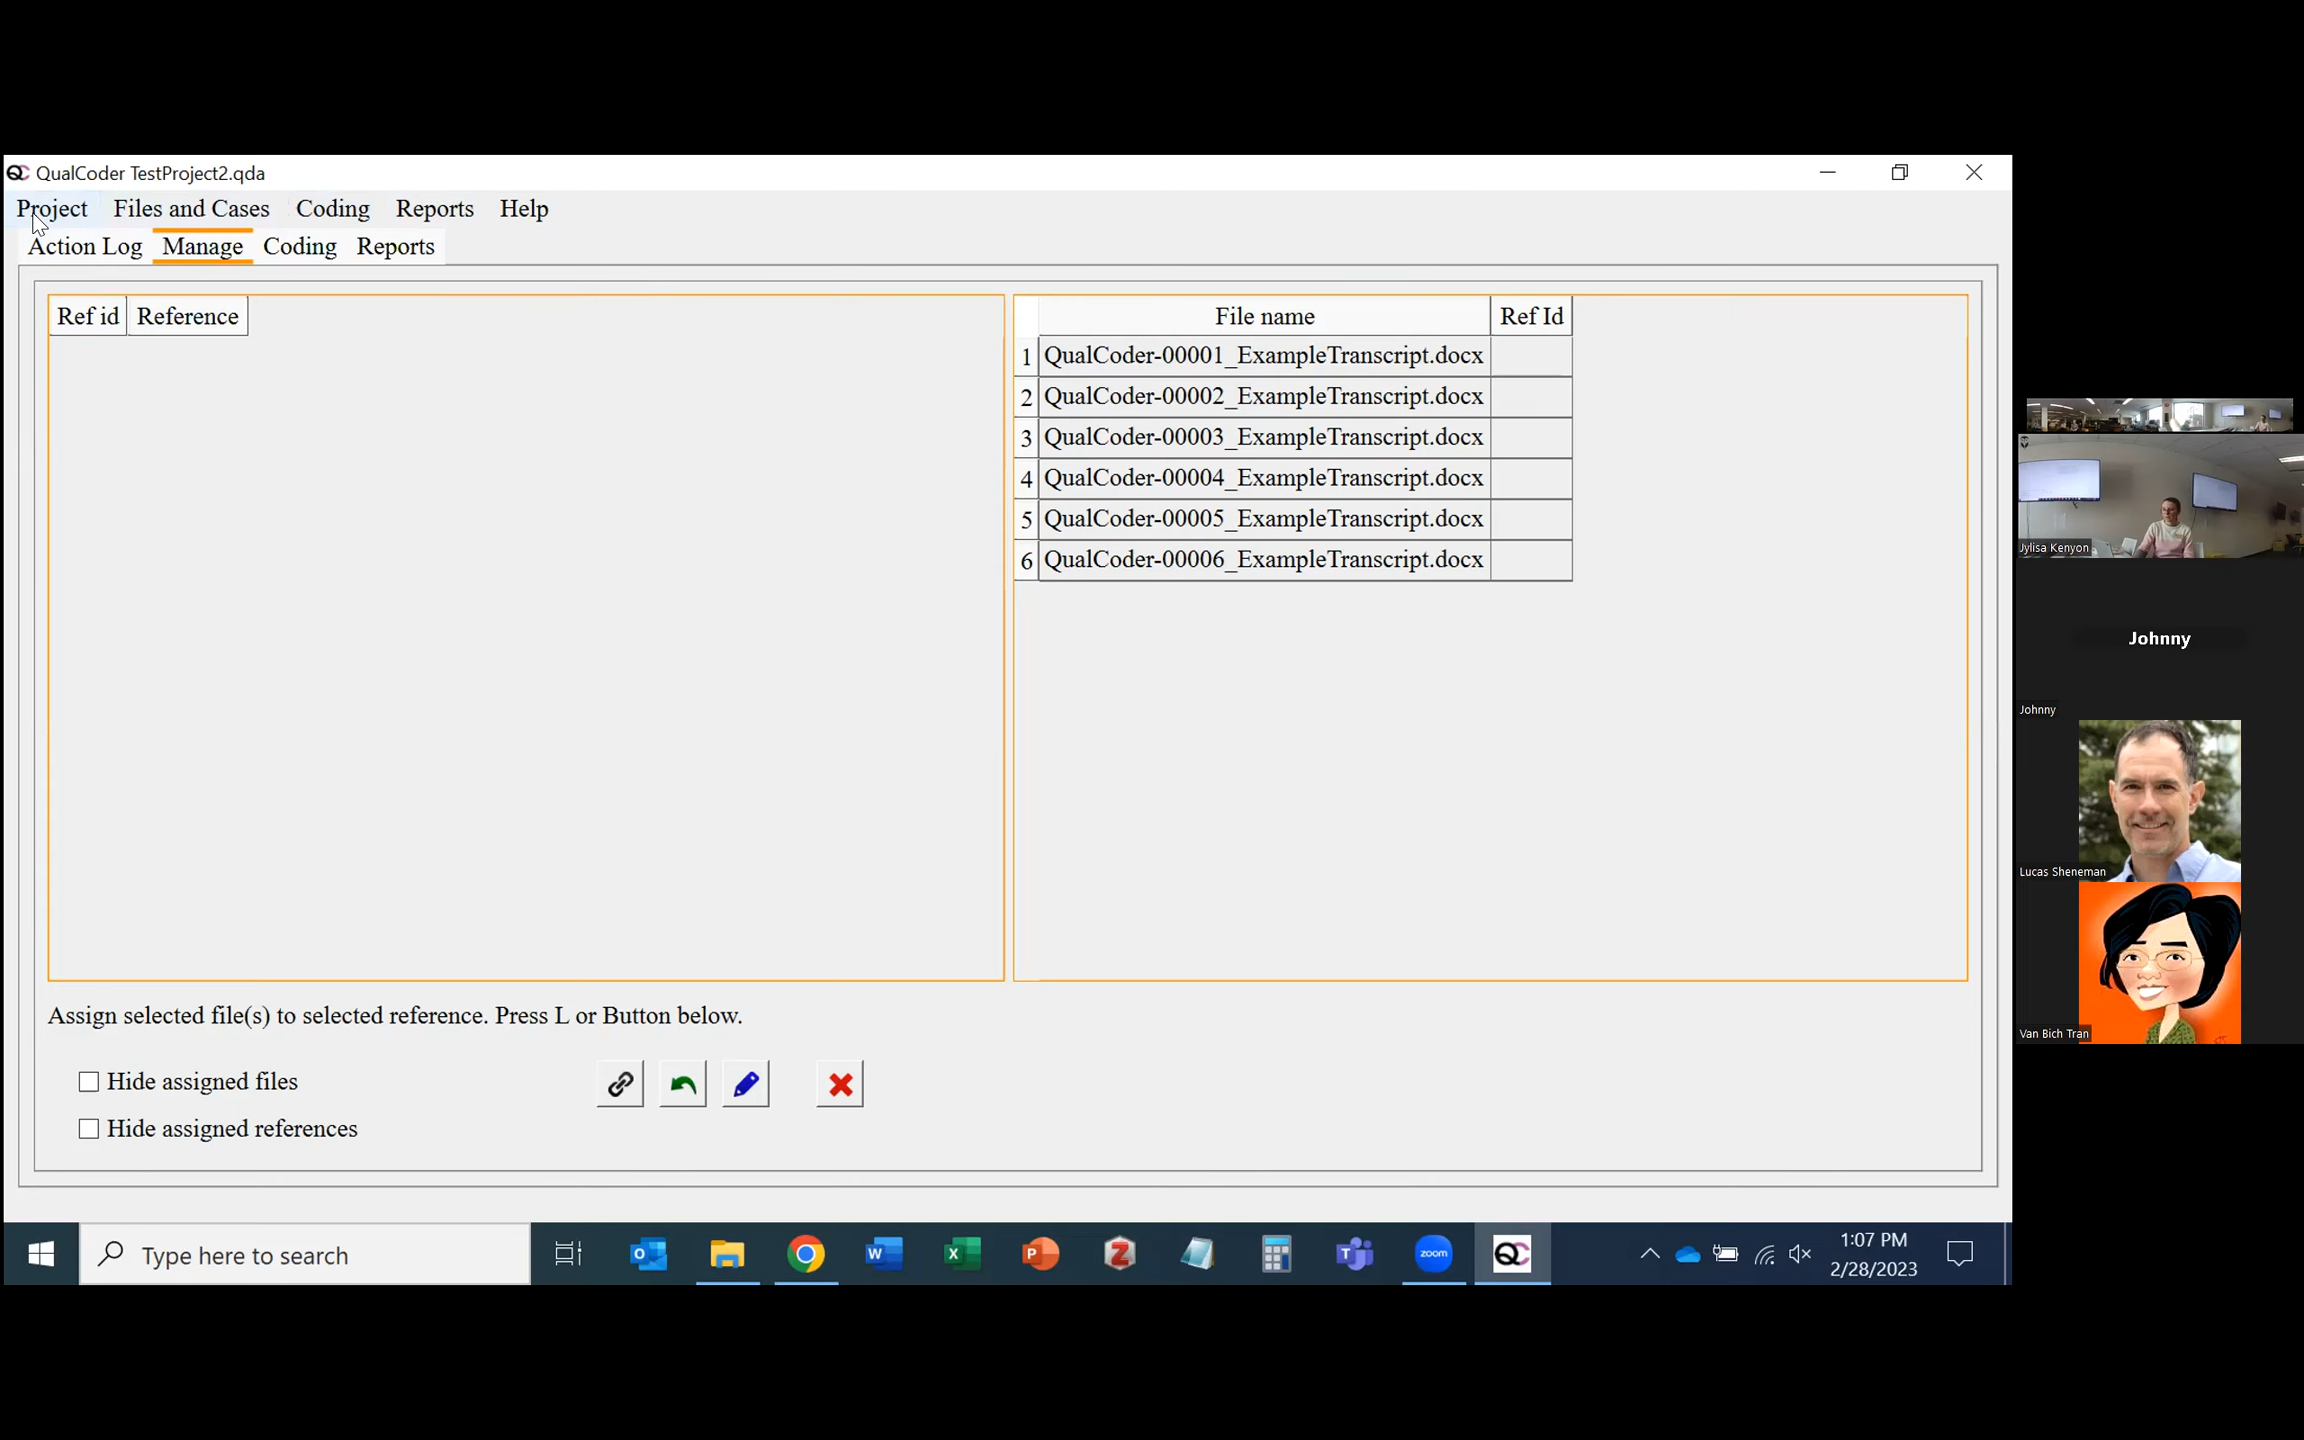 QualCoder TestProject2.qda
Project Files and Cases Coding Reports Help
Action Log Manage Coding Reports
Ref id Reference
File name Ref Id
1 QualCoder-00001_ExampleTranscript.docx
2 QualCoder-00002_ExampleTranscript.docx
3 QualCoder-00003_ExampleTranscript.docx
4 QualCoder-00004_ExampleTranscript.docx
5 QualCoder-00005_ExampleTranscript.docx
6 QualCoder-00006_ExampleTranscript.docx
Assign selected file(s) to selected reference. Press L or Button below.
Hide assigned files
Hide assigned references
Type here to search
zoom
QC
1:07 PM
2/28/2023
Jylisa Kenyon
Johnny
Johnny
Lucas Sheneman
Van Bich Tran